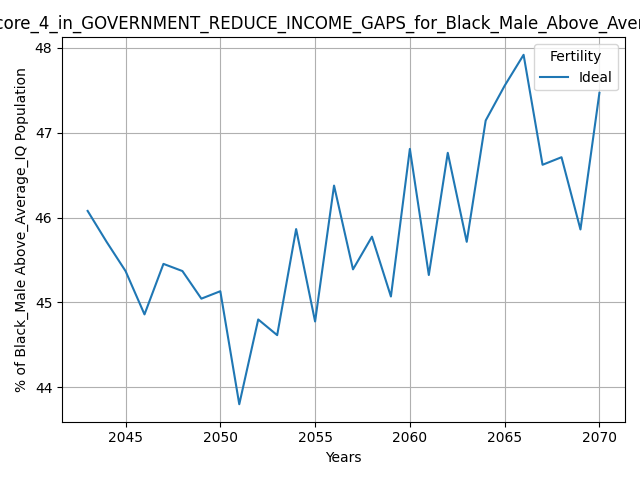 core_4_in_GOVERNMENT_REDUCE_INCOME_GAPS_for_Black_Male_Above_Aver
48
47
46
45
44
% of Black_Male Above_Average_IQ Population
Fertility
Ideal
2045
2050
2055
2060
2065
2070
Years